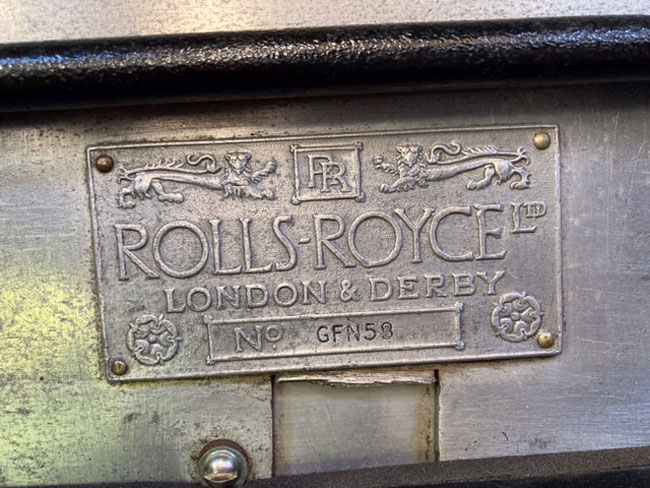 RR
ROLLS-ROYCE LTD
LONDON & DERBY
No GFN58